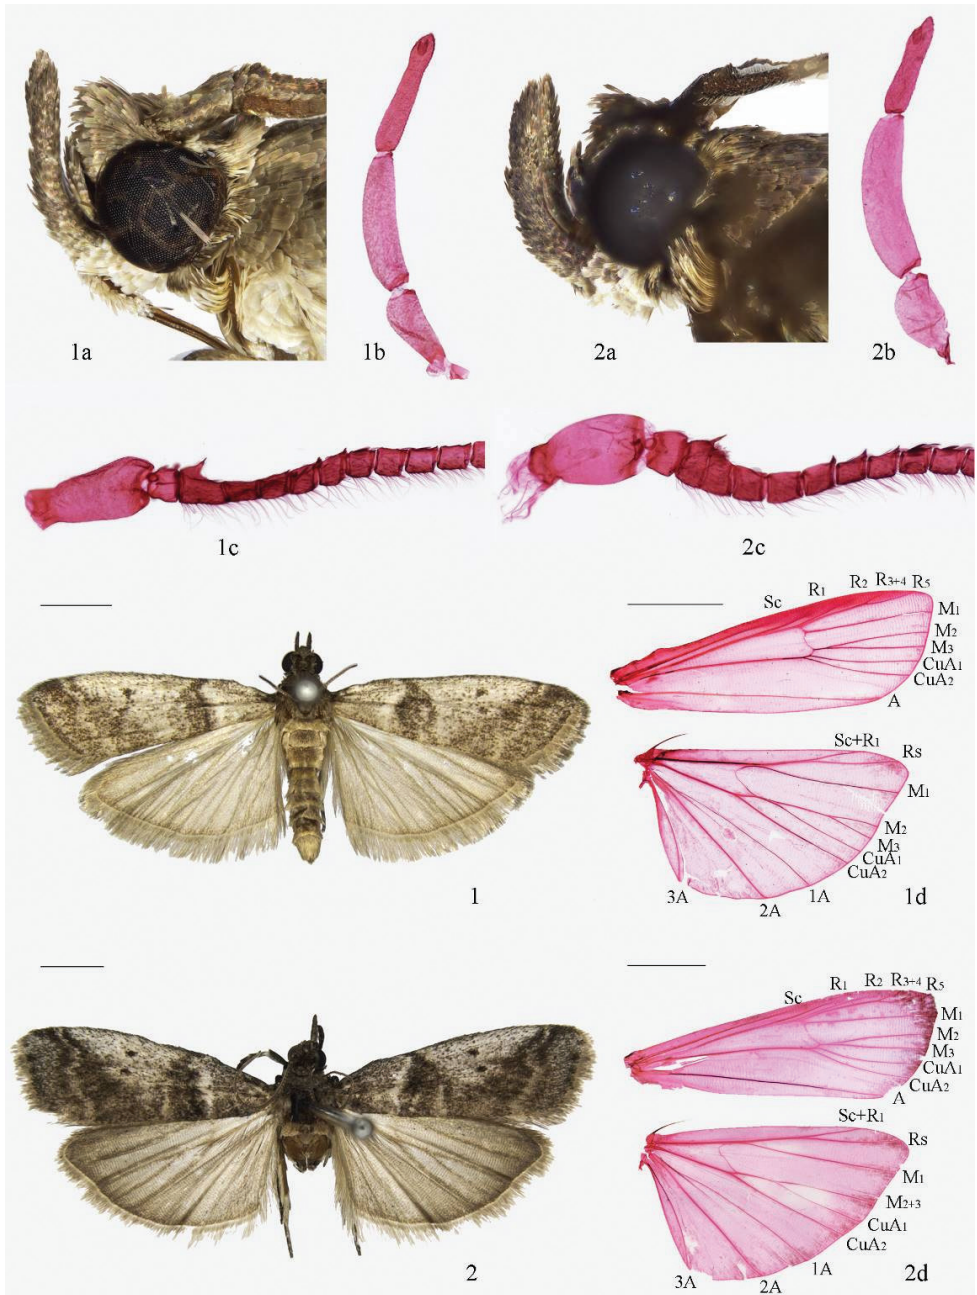 1a
1b
2a
2b
1c
2c
Sc R1 R2 R3+4 R5
M1
M2
M3
CuA1
CuA2
A
1
Sc+R1
Rs
M1
M2
M3
CuA1
CuA2
1A
2A
3A
1d
Sc R1 R2 R3+4 R5
M1
M2
M3
CuA1
CuA2
A
2
Sc+R1
Rs
M1
M2+3
CuA1
CuA2
1A
2A
3A
2d